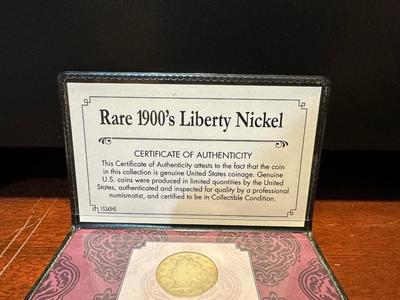 Rare 1900's Liberty Nickel
CERTIFICATE OF AUTHENTICITY
This Certificate of Authenticity attests to the fact that the coin
in this collection is genuine United States coinage. Genuine
U.S. coins were produced in limited quantities by the United
States, authenticated and inspected for quality by a professional
numismatist, and certified to be in Collectible Condition.